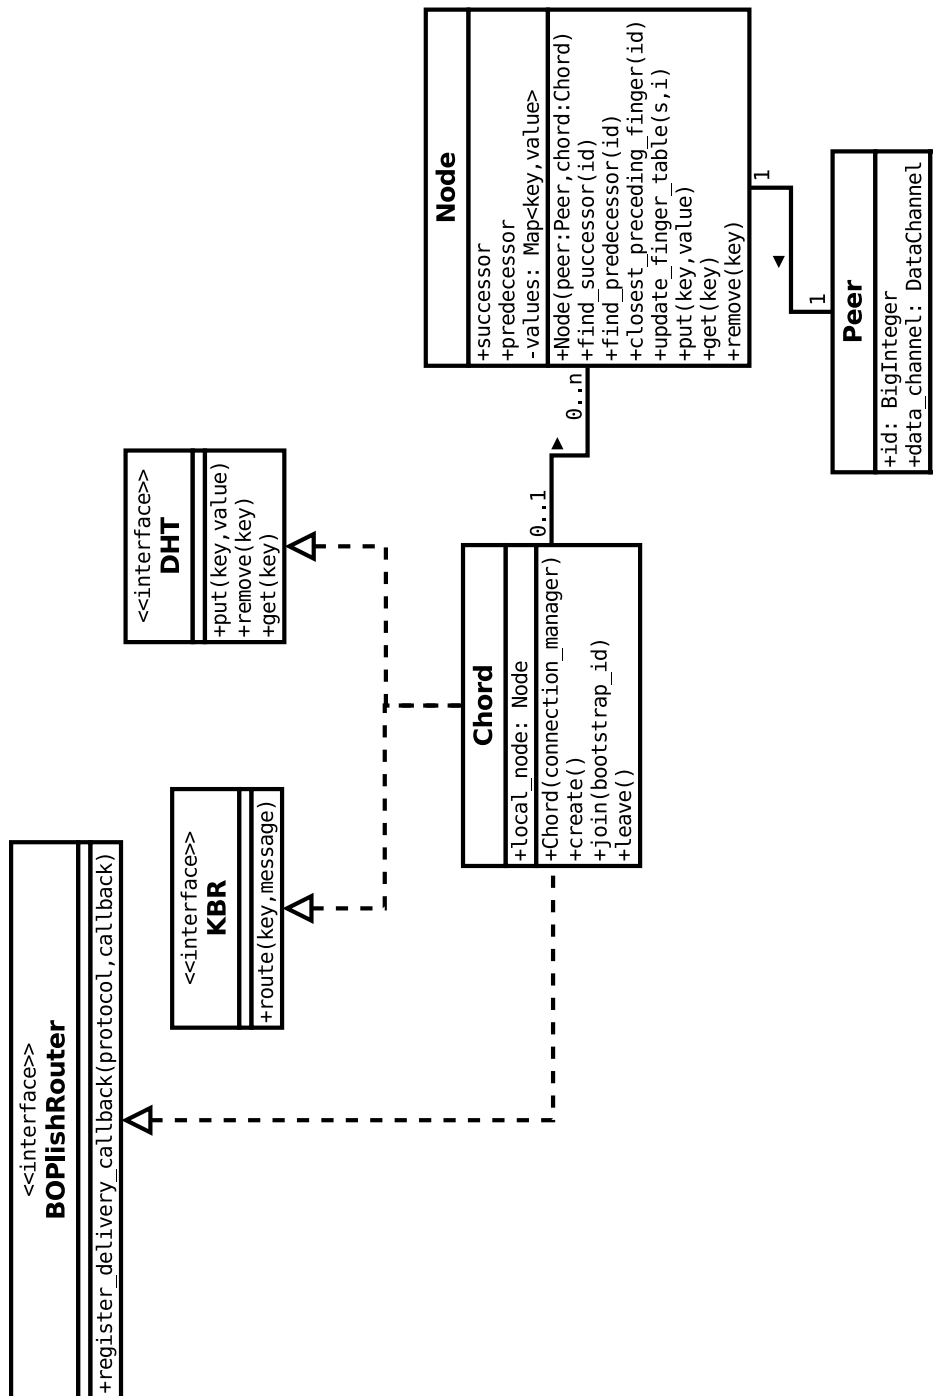 <<interface>>
BOPlishRouter
+register_delivery_callback(protocol,callback)
<<interface>>
KBR
+route(key,message)
<<interface>>
DHT
+put(key,value)
+remove(key)
+get(key)
Chord
+local_node: Node
+Chord(connection_manager)
+create()
+join(bootstrap_id)
+leave()
0..1
0..n
Node
+successor
+predecessor
-values: Map<key,value>
+Node(peer:Peer,chord:Chord)
+find_successor(id)
+find_predecessor(id)
+closest_preceding_finger(id)
+update_finger_table(s,i)
+put(key,value)
+get(key)
+remove(key)
1
1
Peer
+id: BigInteger
+data_channel: DataChannel